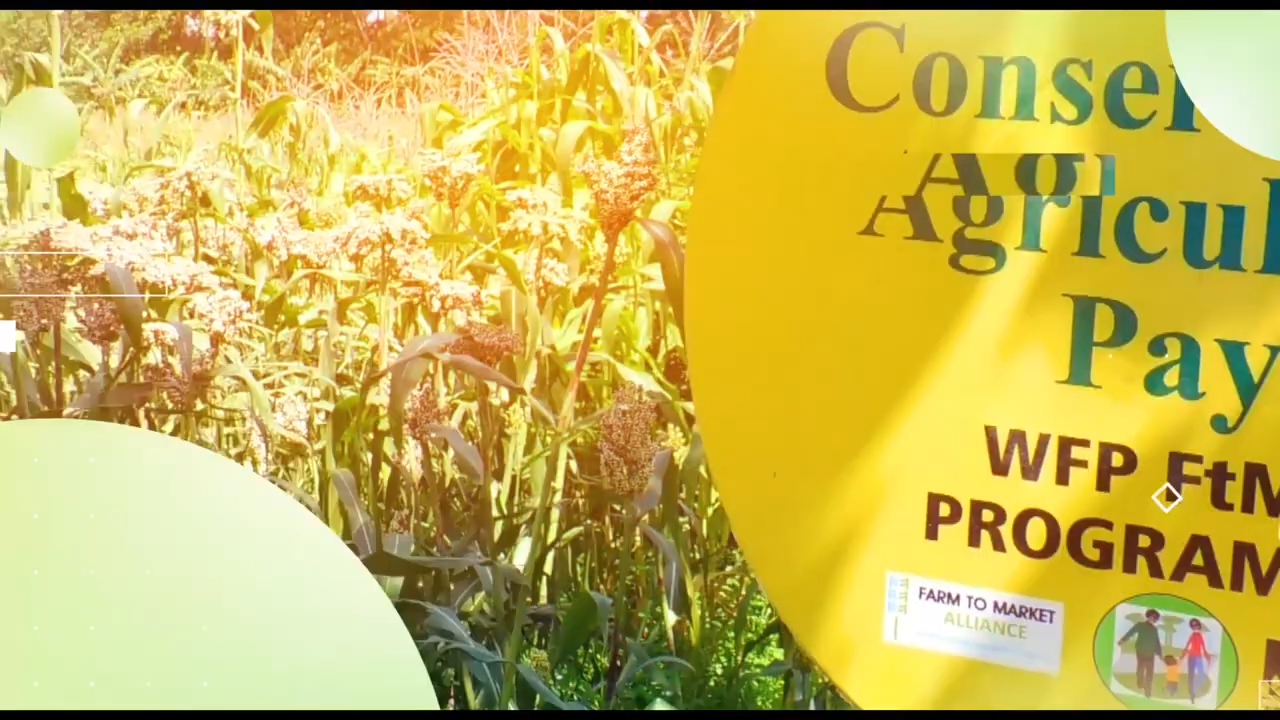 Conser
Agricul
Pay
WFP FtM
PROGRAM
FARM TO MARKET
ALLIANCE